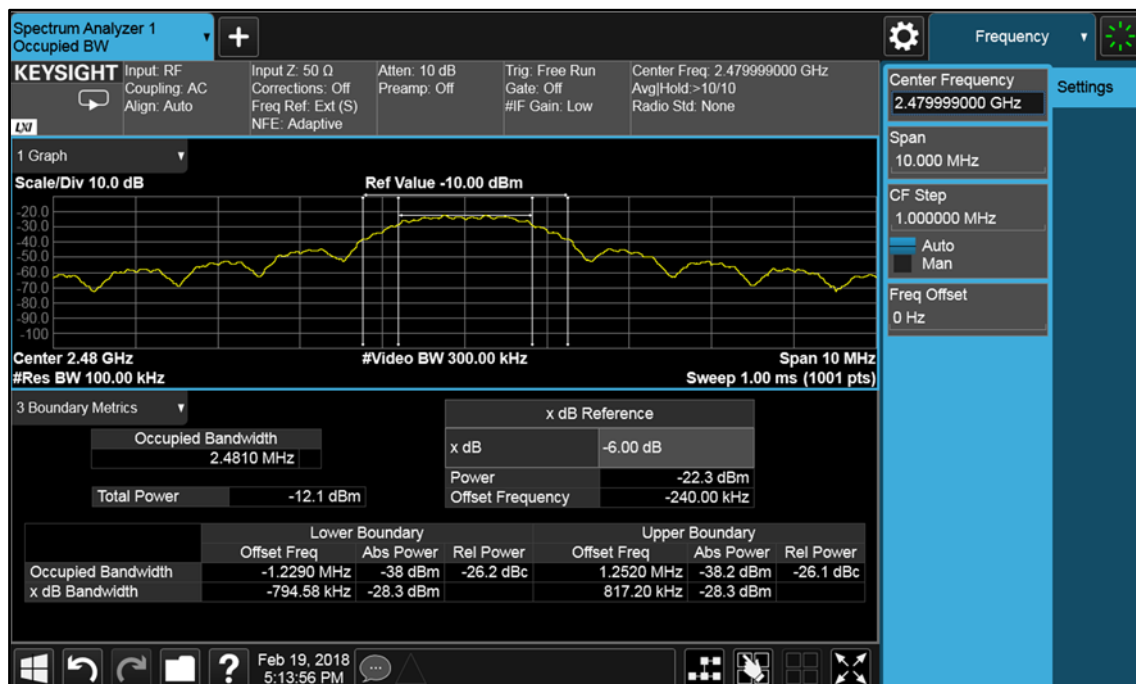 Spectrum Analyzer 1
Occupied BW
+
Frequency
KEYSIGHT
LXI
Input: RF
Coupling: AC
Align: Auto
Input Z: 50 Ω
Corrections: Off
Freq Ref: Ext (S)
NFE: Adaptive
Atten: 10 dB
Preamp: Off
Trig: Free Run
Gate: Off
#IF Gain: Low
Center Freq: 2.479999000 GHz
Avg|Hold:>10/10
Radio Std: None
Center Frequency
2.479999000 GHz
Settings
Span
10.000 MHz
CF Step
1.000000 MHz
Auto
Man
Freq Offset
0 Hz
1 Graph
Scale/Div 10.0 dB Ref Value -10.00 dBm
-20.0
-30.0
-40.0
-50.0
-60.0
-70.0
-80.0
-90.0
-100
Center 2.48 GHz #Video BW 300.00 kHz Span 10 MHz
#Res BW 100.00 kHz Sweep 1.00 ms (1001 pts)
3 Boundary Metrics
Occupied Bandwidth
2.4810 MHz
Total Power -12.1 dBm
x dB Reference
x dB -6.00 dB
Power -22.3 dBm
Offset Frequency -240.00 kHz
Lower Boundary Upper Boundary
Offset Freq Abs Power Rel Power Offset Freq Abs Power Rel Power
Occupied Bandwidth -1.2290 MHz -38 dBm -26.2 dBc 1.2520 MHz -38.2 dBm -26.1 dBc
x dB Bandwidth -794.58 kHz -28.3 dBm 817.20 kHz -28.3 dBm
?
Feb 19, 2018
5:13:56 PM